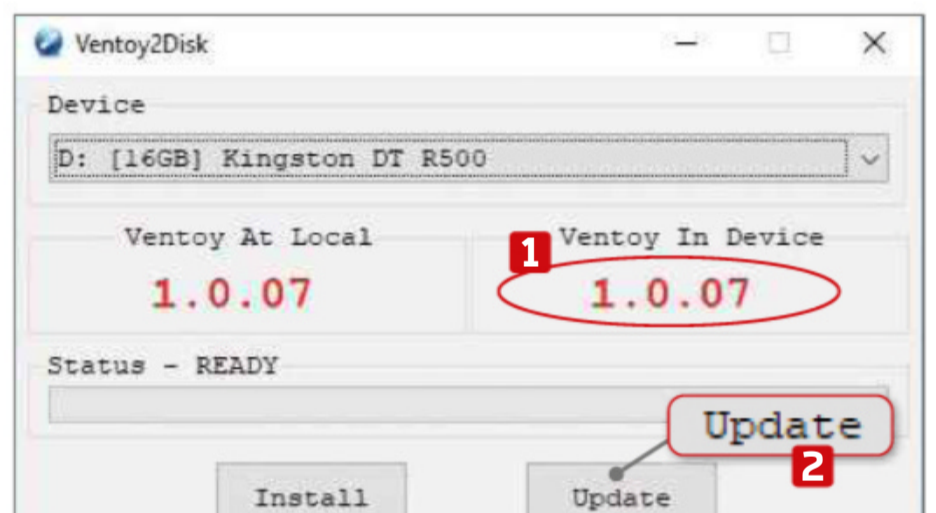 Ventoy2Disk
Device
D: [16GB] Kingston DT R500
Ventoy At Local
1 Ventoy In Device
1.0.07
1.0.07
Status - READY
Update
2
Install
Update